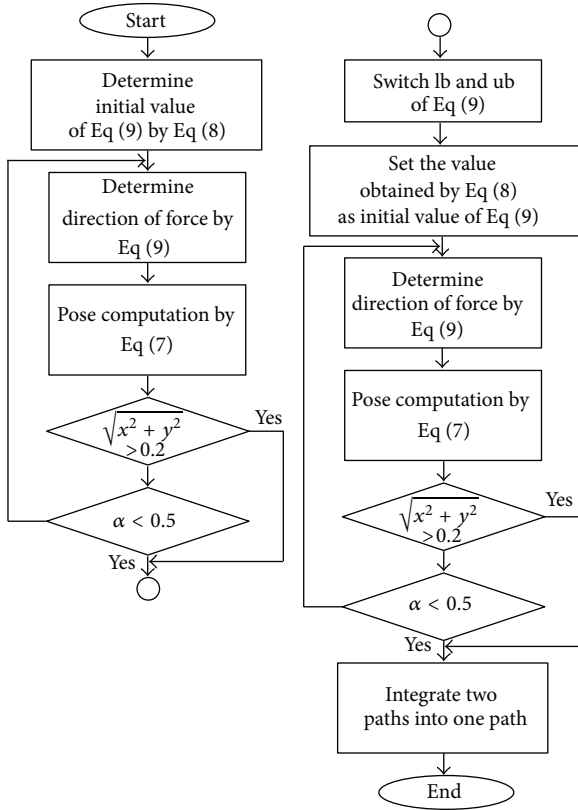 Start
Determine
initial value
of Eq (9) by Eq (8)
Determine
direction of force by
Eq (9)
Pose computation by
Eq (7)
√x² + y²
>0.2
Yes
α < 0.5
Yes
Switch lb and ub
of Eq (9)
Set the value
obtained by Eq (8)
as initial value of Eq (9)
Determine
direction of force by
Eq (9)
Pose computation by
Eq (7)
√x² + y²
>0.2
Yes
α < 0.5
Yes
Integrate two
paths into one path
End